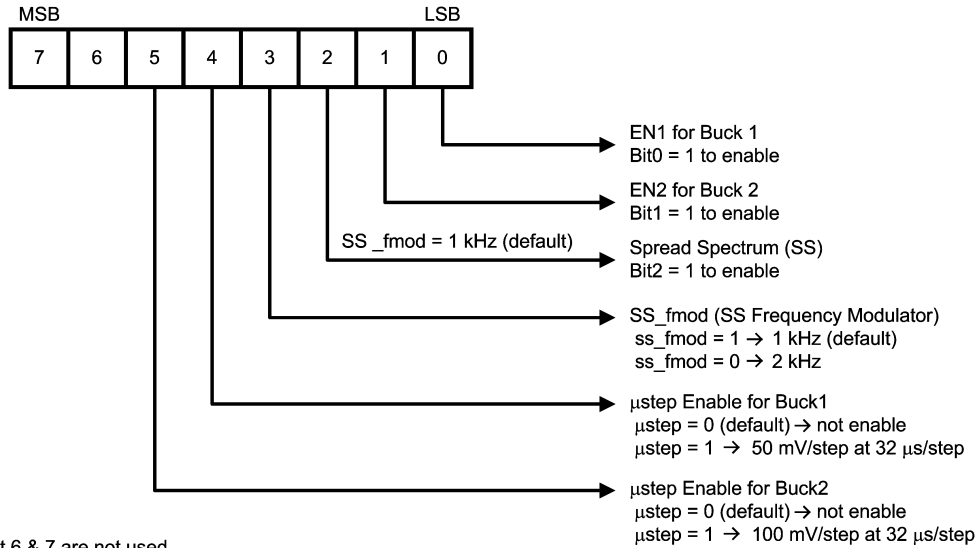 MSB LSB
7 6 5 4 3 2 1 0
EN1 for Buck 1
Bit0 = 1 to enable
EN2 for Buck 2
Bit1 = 1 to enable
SS _fmod = 1 kHz (default)
Spread Spectrum (SS)
Bit2 = 1 to enable
SS_fmod (SS Frequency Modulator)
ss_fmod = 1 → 1 kHz (default)
ss_fmod = 0 → 2 kHz
μstep Enable for Buck1
μstep = 0 (default) → not enable
μstep = 1 → 50 mV/step at 32 μs/step
μstep Enable for Buck2
μstep = 0 (default) → not enable
μstep = 1 → 100 mV/step at 32 μs/step
t 6 & 7 are not used